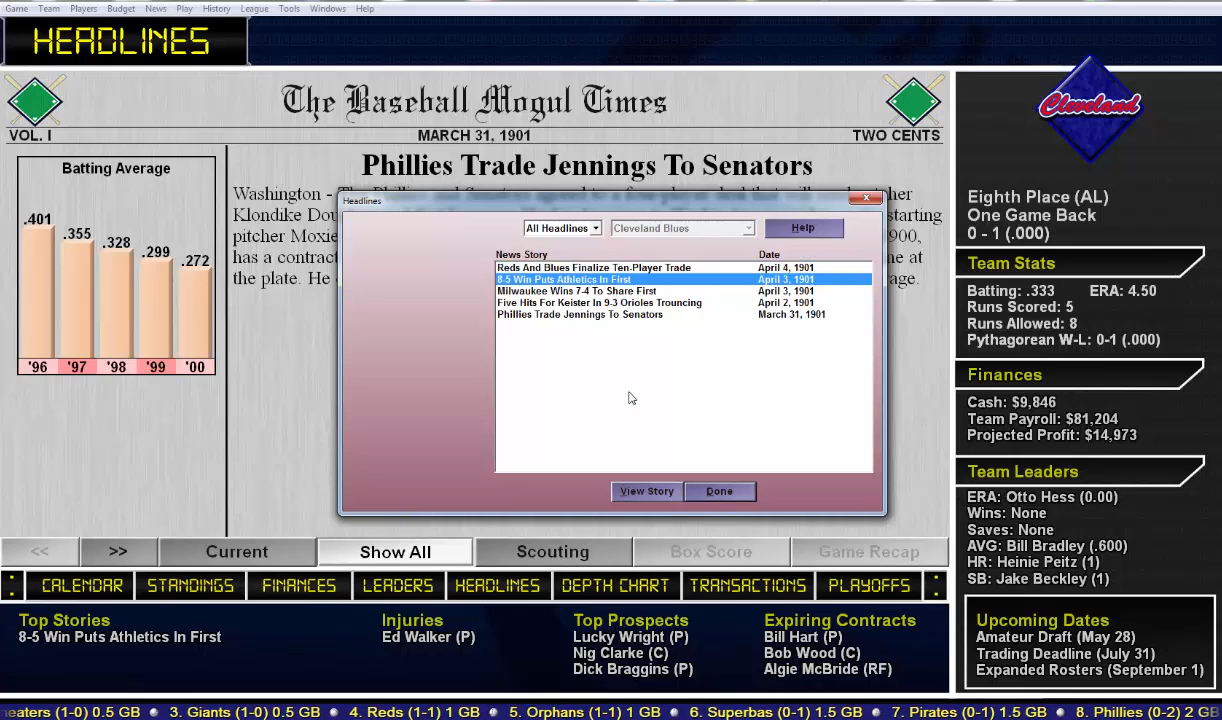 Game Team Players Budget News Play History League Tools Windows Help
HEADLINES
The Baseball Mogul Times
VOL. I MARCH 31, 1901 TWO CENTS
Cleveland
Batting Average
.401
.355
.328
.299
.272
'96 '97 '98 '99 '00
Phillies Trade Jennings To Senators
Washington - The Phillies and Senators agreed to a
Klondike Dou starting
pitcher Moxie 900,
has a contract me at
the plate. He age.
Headlines
All Headlines Cleveland Blues Help
News Story Date
Reds And Blues Finalize Ten-Player Trade April 4, 1901
8-5 Win Puts Athletics In First April 3, 1901
Milwaukee Wins 7-4 To Share First April 3, 1901
Five Hits For Keister In 9-3 Orioles Trouncing April 2, 1901
Phillies Trade Jennings To Senators March 31, 1901
View Story Done
Eighth Place (AL)
One Game Back
0 - 1 (.000)
Team Stats
Batting: .333 ERA: 4.50
Runs Scored: 5
Runs Allowed: 8
Pythagorean W-L: 0-1 (.000)
Finances
Cash: $9,846
Team Payroll: $81,204
Projected Profit: $14,973
Team Leaders
ERA: Otto Hess (0.00)
Wins: None
Saves: None
AVG: Bill Bradley (.600)
HR: Heinie Peitz (1)
SB: Jake Beckley (1)
<< >> Current Show All Scouting Box Score Game Recap
: CALENDAR STANDINGS FINANCES LEADERS HEADLINES DEPTH CHART TRANSACTIONS PLAYOFFS :
Top Stories
8-5 Win Puts Athletics In First
Injuries
Ed Walker (P)
Top Prospects
Lucky Wright (P)
Nig Clarke (C)
Dick Braggins (P)
Expiring Contracts
Bill Hart (P)
Bob Wood (C)
Algie McBride (RF)
Upcoming Dates
Amateur Draft (May 28)
Trading Deadline (July 31)
Expanded Rosters (September 1)
eaters (1-0) 0.5 GB 3. Giants (1-0) 0.5 GB 4. Reds (1-1) 1 GB 5. Orphans (1-1) 1 GB 6. Superbas (0-1) 1.5 GB 7. Pirates (0-1) 1.5 GB 8. Phillies (0-2) 2 GB